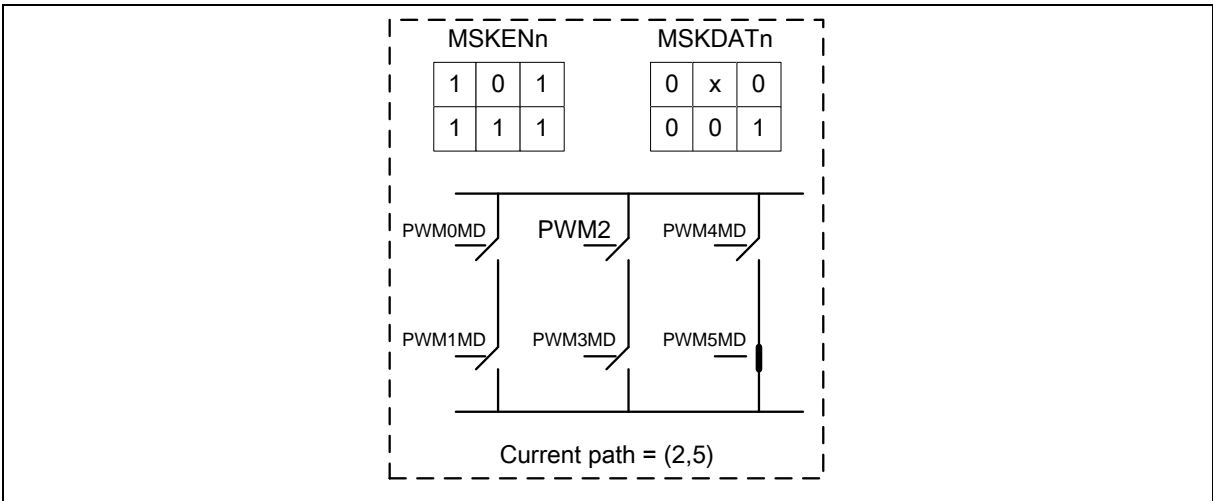 MSKENn MSKDATn
1 0 1 0 x 0
1 1 1 0 0 1
PWM0MD PWM2 PWM4MD
PWM1MD PWM3MD PWM5MD
Current path = (2,5)